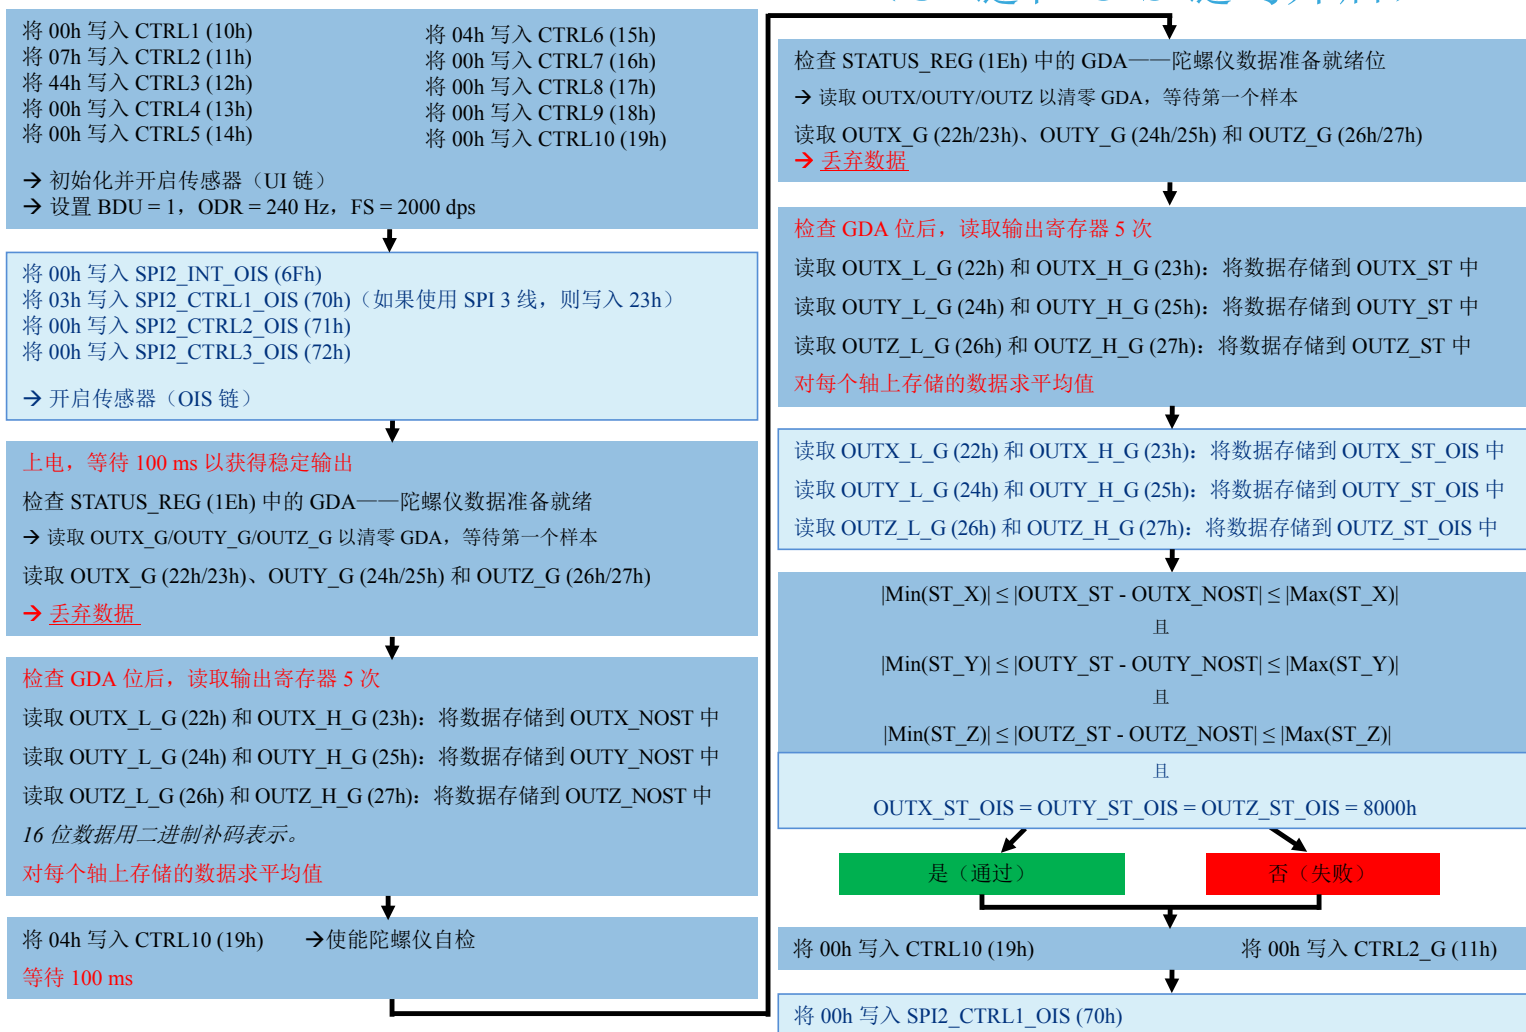 将 00h 写入 CTRL1 (10h)
将 07h 写入 CTRL2 (11h)
将 44h 写入 CTRL3 (12h)
将 00h 写入 CTRL4 (13h)
将 00h 写入 CTRL5 (14h)
将 04h 写入 CTRL6 (15h)
将 00h 写入 CTRL7 (16h)
将 00h 写入 CTRL8 (17h)
将 00h 写入 CTRL9 (18h)
将 00h 写入 CTRL10 (19h)
→ 初始化并开启传感器（UI 链）
→ 设置 BDU = 1，ODR = 240 Hz，FS = 2000 dps
将 00h 写入 SPI2_INT_OIS (6Fh)
将 03h 写入 SPI2_CTRL1_OIS (70h)（如果使用 SPI 3 线，则写入 23h）
将 00h 写入 SPI2_CTRL2_OIS (71h)
将 00h 写入 SPI2_CTRL3_OIS (72h)
→ 开启传感器（OIS 链）
上电，等待 100 ms 以获得稳定输出
检查 STATUS_REG (1Eh) 中的 GDA——陀螺仪数据准备就绪
→ 读取 OUTX_G/OUTY_G/OUTZ_G 以清零 GDA，等待第一个样本
读取 OUTX_G (22h/23h)、OUTY_G (24h/25h) 和 OUTZ_G (26h/27h)
→ 丢弃数据
检查 GDA 位后，读取输出寄存器 5 次
读取 OUTX_L_G (22h) 和 OUTX_H_G (23h)：将数据存储到 OUTX_NOST 中
读取 OUTY_L_G (24h) 和 OUTY_H_G (25h)：将数据存储到 OUTY_NOST 中
读取 OUTZ_L_G (26h) 和 OUTZ_H_G (27h)：将数据存储到 OUTZ_NOST 中
16 位数据用二进制补码表示。
对每个轴上存储的数据求平均值
将 04h 写入 CTRL10 (19h) →使能陀螺仪自检
等待 100 ms
检查 STATUS_REG (1Eh) 中的 GDA——陀螺仪数据准备就绪位
→ 读取 OUTX/OUTY/OUTZ 以清零 GDA，等待第一个样本
读取 OUTX_G (22h/23h)、OUTY_G (24h/25h) 和 OUTZ_G (26h/27h)
→ 丢弃数据
检查 GDA 位后，读取输出寄存器 5 次
读取 OUTX_L_G (22h) 和 OUTX_H_G (23h)：将数据存储到 OUTX_ST 中
读取 OUTY_L_G (24h) 和 OUTY_H_G (25h)：将数据存储到 OUTY_ST 中
读取 OUTZ_L_G (26h) 和 OUTZ_H_G (27h)：将数据存储到 OUTZ_ST 中
对每个轴上存储的数据求平均值
读取 OUTX_L_G (22h) 和 OUTX_H_G (23h)：将数据存储到 OUTX_ST_OIS 中
读取 OUTY_L_G (24h) 和 OUTY_H_G (25h)：将数据存储到 OUTY_ST_OIS 中
读取 OUTZ_L_G (26h) 和 OUTZ_H_G (27h)：将数据存储到 OUTZ_ST_OIS 中
|Min(ST_X)| ≤ |OUTX_ST - OUTX_NOST| ≤ |Max(ST_X)|
且
|Min(ST_Y)| ≤ |OUTY_ST - OUTY_NOST| ≤ |Max(ST_Y)|
且
|Min(ST_Z)| ≤ |OUTZ_ST - OUTZ_NOST| ≤ |Max(ST_Z)|
且
OUTX_ST_OIS = OUTY_ST_OIS = OUTZ_ST_OIS = 8000h
是（通过）
否（失败）
将 00h 写入 CTRL10 (19h)
将 00h 写入 CTRL2_G (11h)
将 00h 写入 SPI2_CTRL1_OIS (70h)